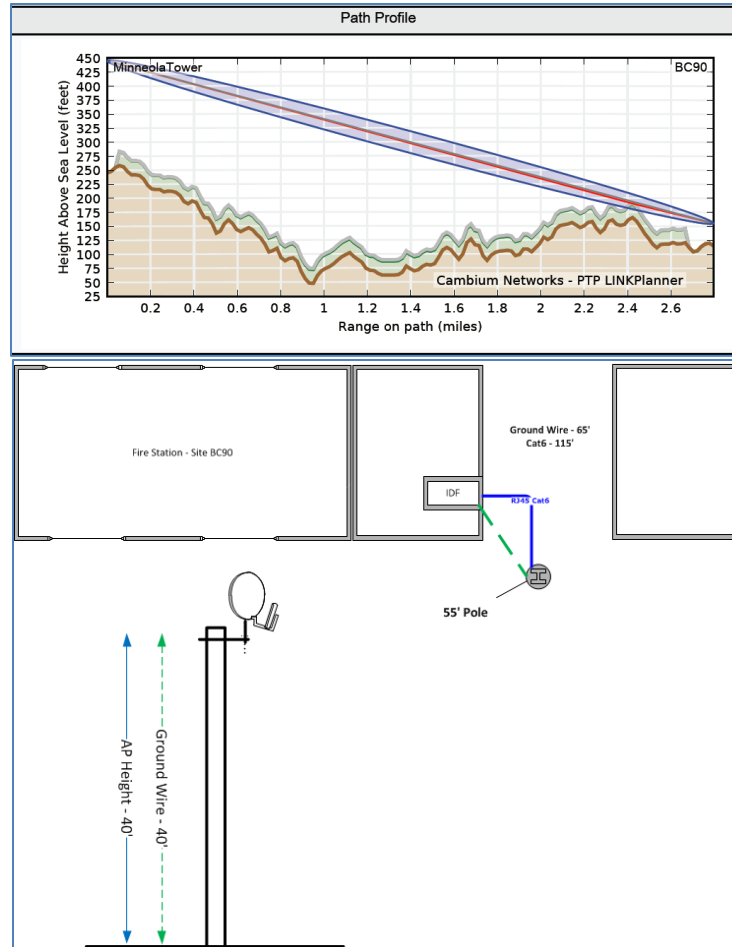 Path Profile
MinneolaTower
BC90
Height Above Sea Level (feet)
450
425
400
375
350
325
300
275
250
225
200
175
150
125
100
75
50
25
Cambium Networks - PTP LINKPlanner
0.2 0.4 0.6 0.8 1 1.2 1.4 1.6 1.8 2 2.2 2.4 2.6
Range on path (miles)
Fire Station - Site BC90
Ground Wire - 65'
Cat6 - 115'
IDF
RJ45 Cat6
55' Pole
AP Height - 40'
Ground Wire - 40'